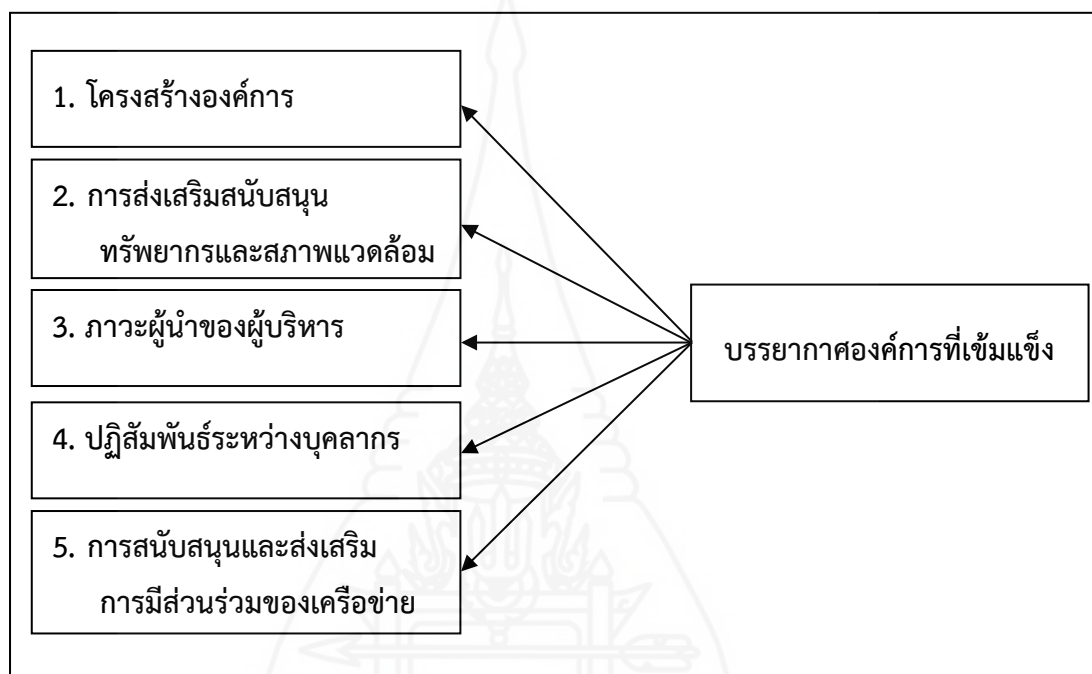 1. โครงสร้างองค์การ
2. การส่งเสริมสนับสนุน
ทรัพยากรและสภาพแวดล้อม
3. ภาวะผู้นำของผู้บริหาร
บรรยากาศองค์การที่เข้มแข็ง
4. ปฏิสัมพันธ์ระหว่างบุคลากร
5. การสนับสนุนและส่งเสริม
การมีส่วนร่วมของเครือข่าย